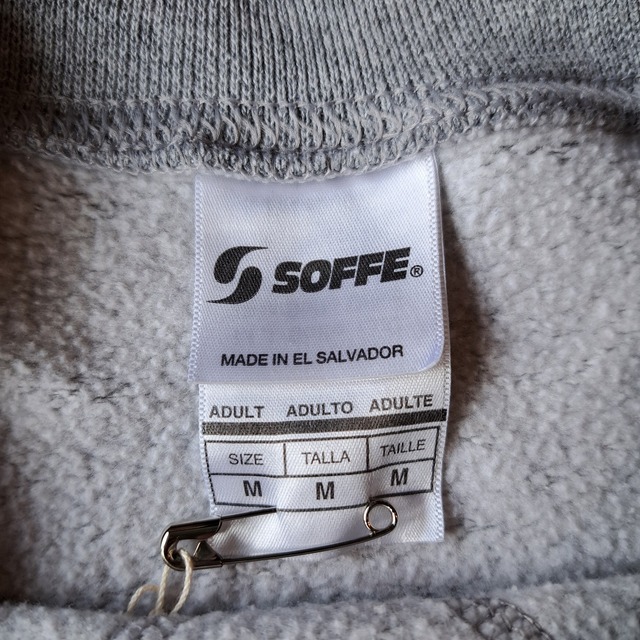 SOFFE®
MADE IN EL SALVADOR
ADULT ADULTO ADULTE
SIZE TALLA TAILLE
M M M